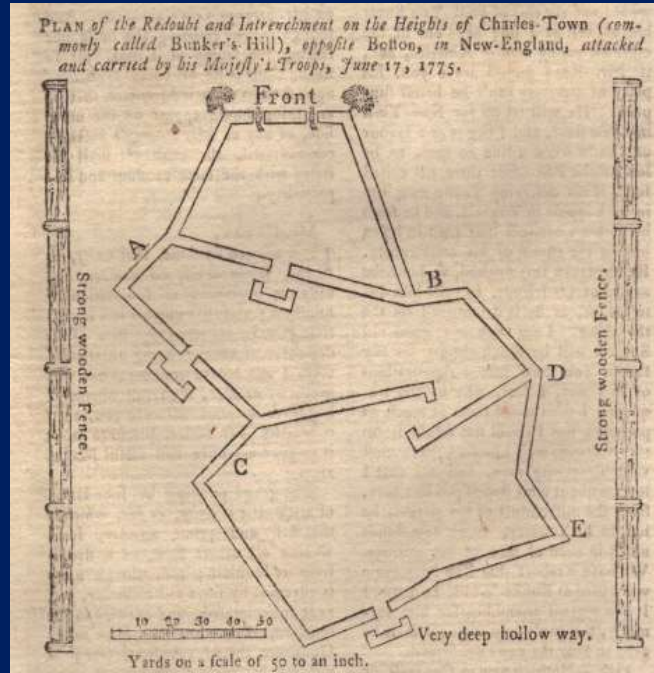 PLAN of the Redoubt and Intrenchment on the Heights of Charles-Town (com-
monly called Bunker's Hill), oppoſite Boſton, in New-England, attacked
and carried by his Majeſty's Troops, June 17, 1775.
Front
A
B
Strong wooden Fence.
Strong wooden Fence.
D
C
E
10 20 30 40 50
Very deep hollow way.
Yards on a ſcale of 50 to an inch.